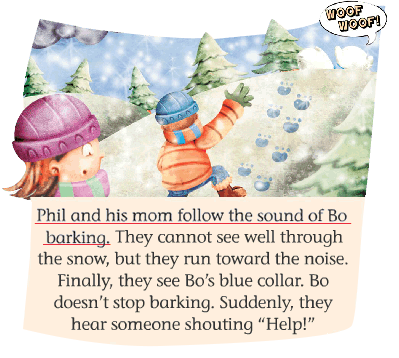 WOOF
WOOF!
Phil and his mom follow the sound of Bo
barking. They cannot see well through
the snow, but they run toward the noise.
Finally, they see Bo’s blue collar. Bo
doesn’t stop barking. Suddenly, they
hear someone shouting “Help!”